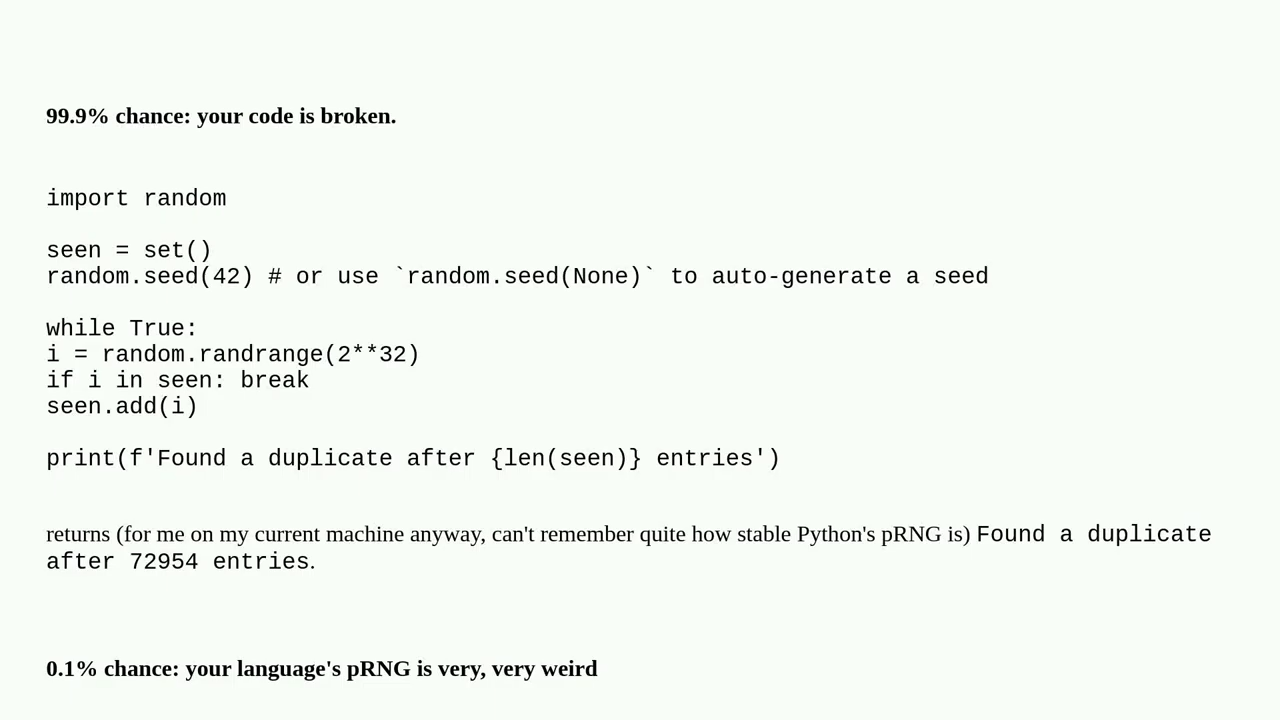 99.9% chance: your code is broken.
import random
seen = set()
random.seed(42) # or use `random.seed(None)` to auto-generate a seed
while True:
i = random.randrange(2**32)
if i in seen: break
seen.add(i)
print(f'Found a duplicate after {len(seen)} entries')
returns (for me on my current machine anyway, can't remember quite how stable Python's pRNG is) Found a duplicate
after 72954 entries.
0.1% chance: your language's pRNG is very, very weird